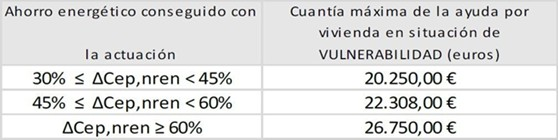 Ahorro energético conseguido con
la actuación
Cuantía máxima de la ayuda por
vivienda en situación de
VULNERABILIDAD (euros)
30% ≤ ΔCep,nren < 45%
20.250,00 €
45% ≤ ΔCep,nren < 60%
22.308,00 €
ΔCep,nren ≥ 60%
26.750,00 €